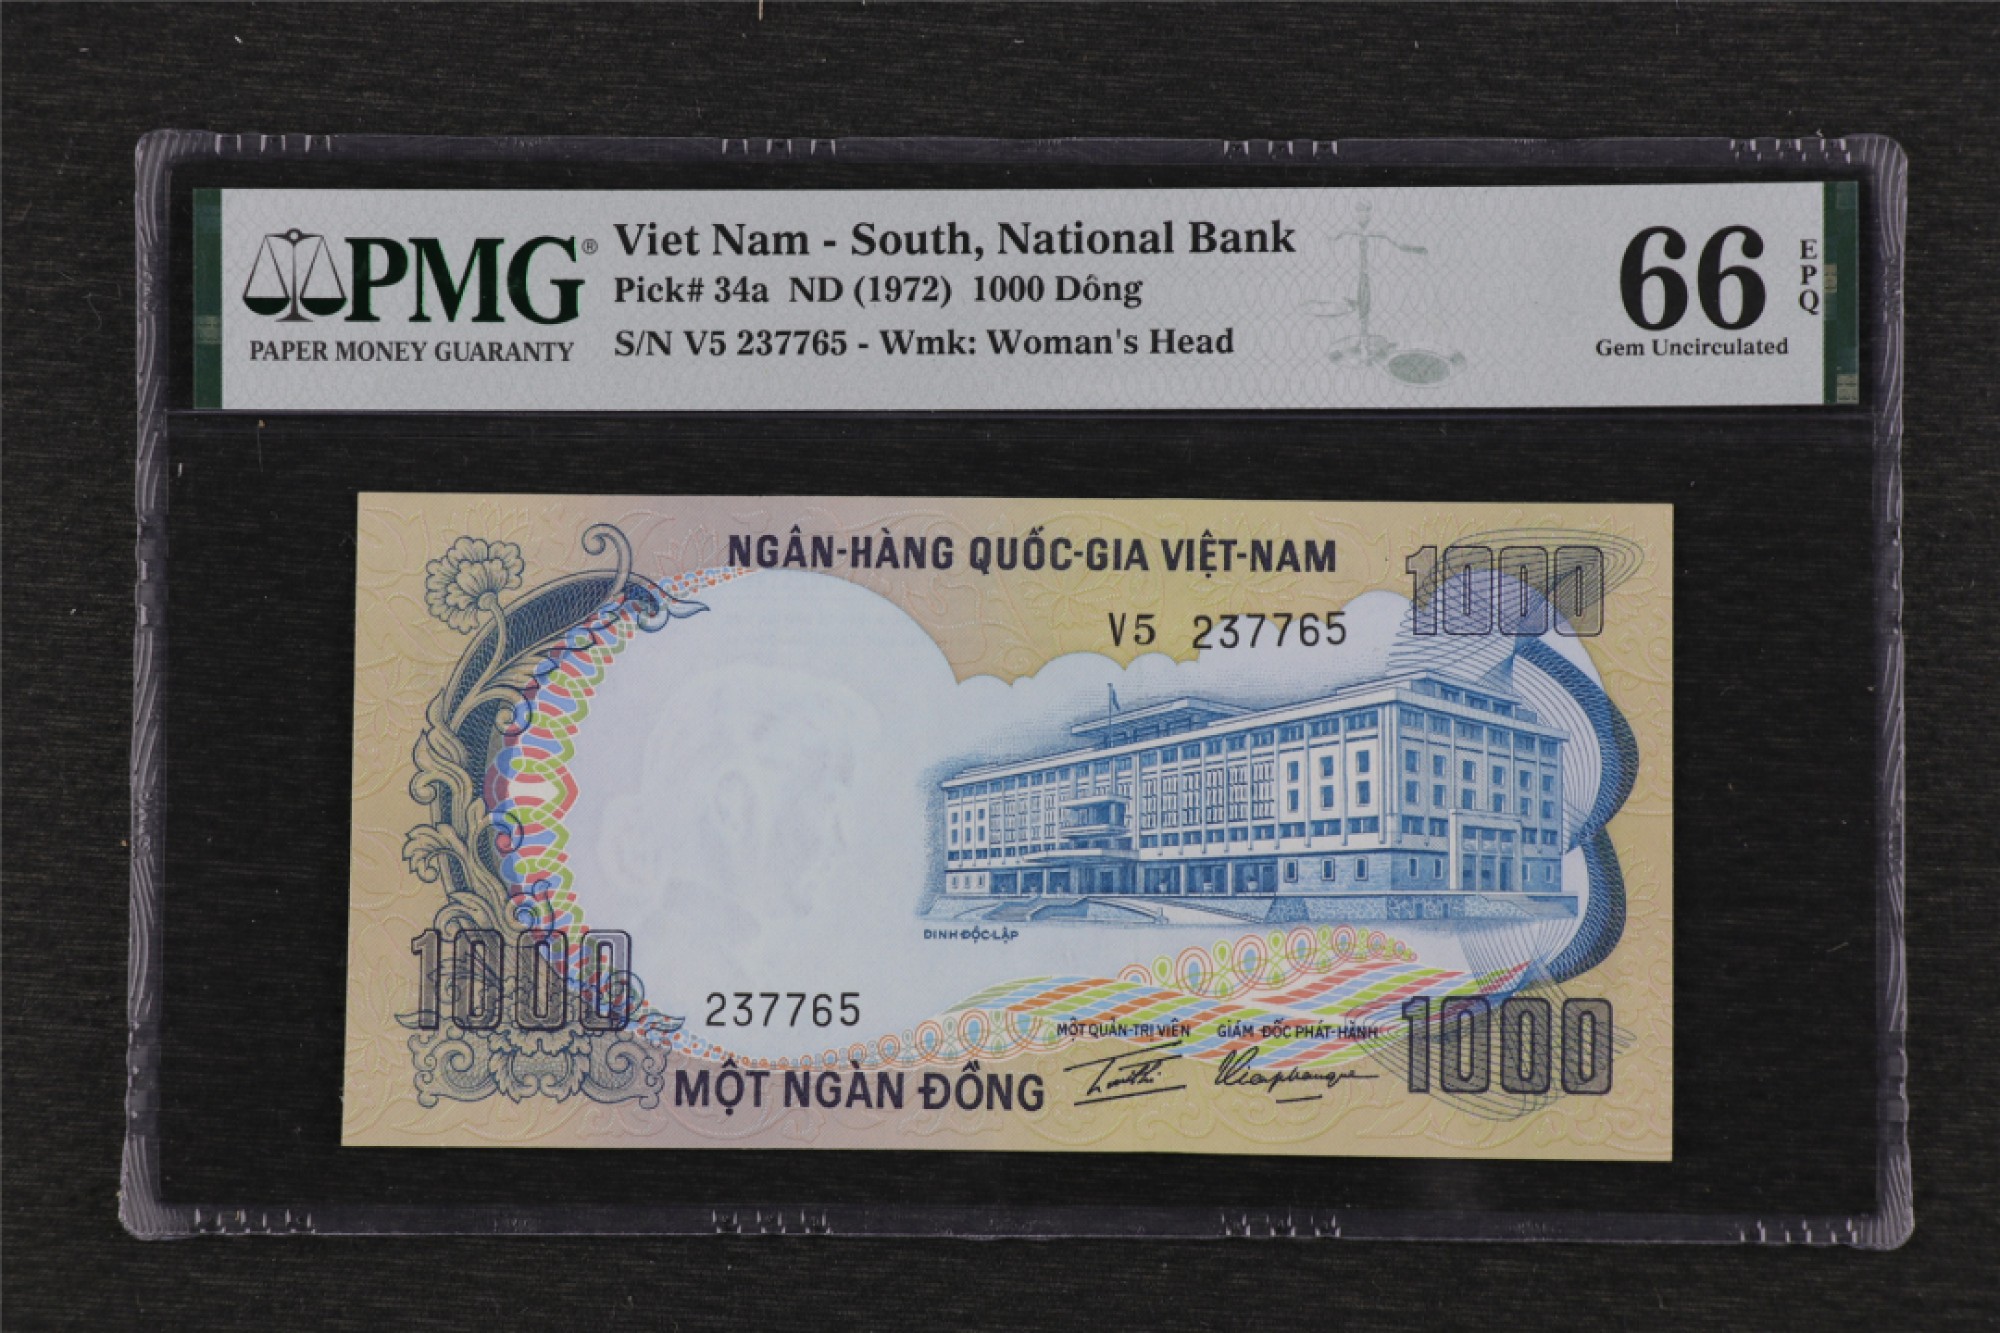 PMG®
PAPER MONEY GUARANTY
Viet Nam - South, National Bank
Pick# 34a ND (1972) 1000 Dông
S/N V5 237765 - Wmk: Woman's Head
66
EPQ
Gem Uncirculated
NGÂN-HÀNG QUỐC-GIA VIỆT-NAM
1000
V5 237765
DINH ĐỘC-LẬP
1000
237765
MỘT QUẢN-TRỊ VIÊN GIÁM ĐỐC PHÁT-HÀNH
1000
MỘT NGÀN ĐỒNG